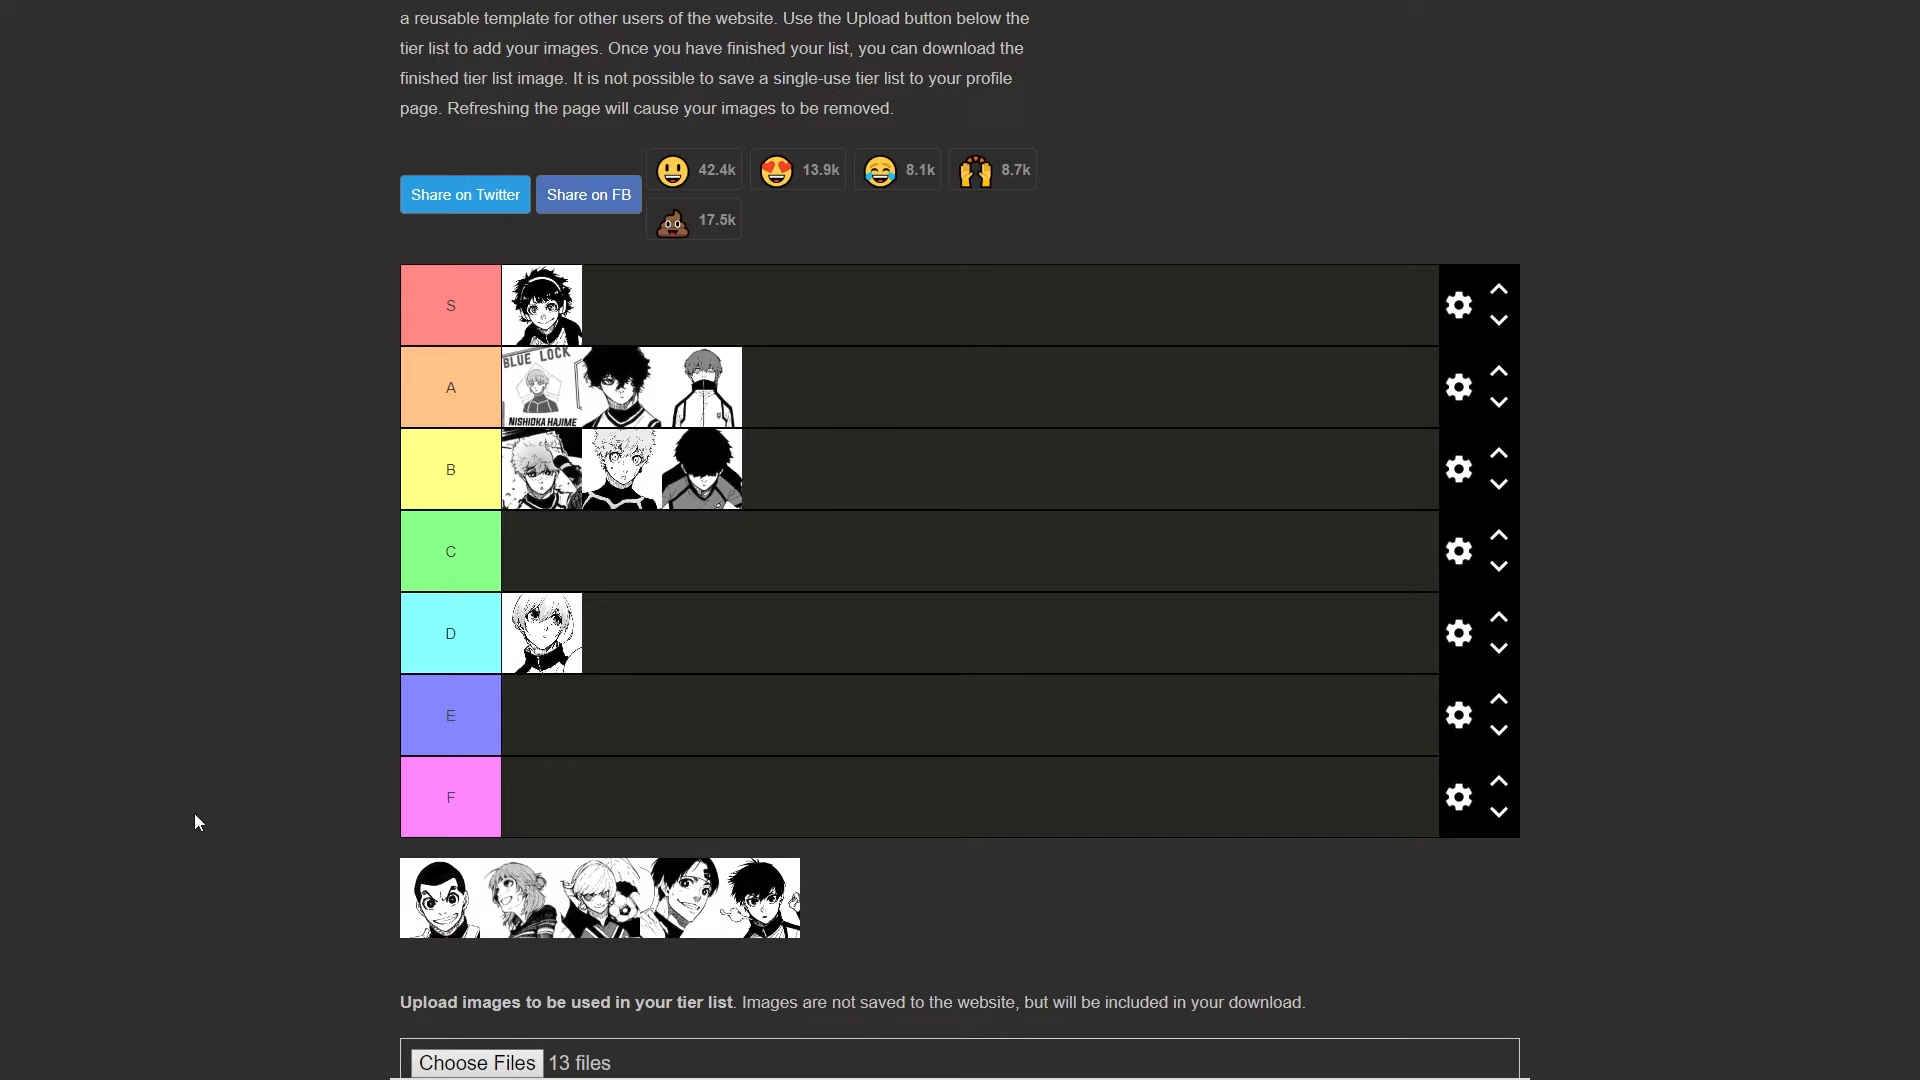 a reusable template for other users of the website. Use the Upload button below the
tier list to add your images. Once you have finished your list, you can download the
finished tier list image. It is not possible to save a single-use tier list to your profile
page. Refreshing the page will cause your images to be removed.
Share on Twitter
Share on FB
42.4k
13.9k
8.1k
8.7k
17.5k
S
A
BLUE LOCK
NISHIOKA HAJIME
B
C
D
E
F
Upload images to be used in your tier list. Images are not saved to the website, but will be included in your download.
Choose Files 13 files